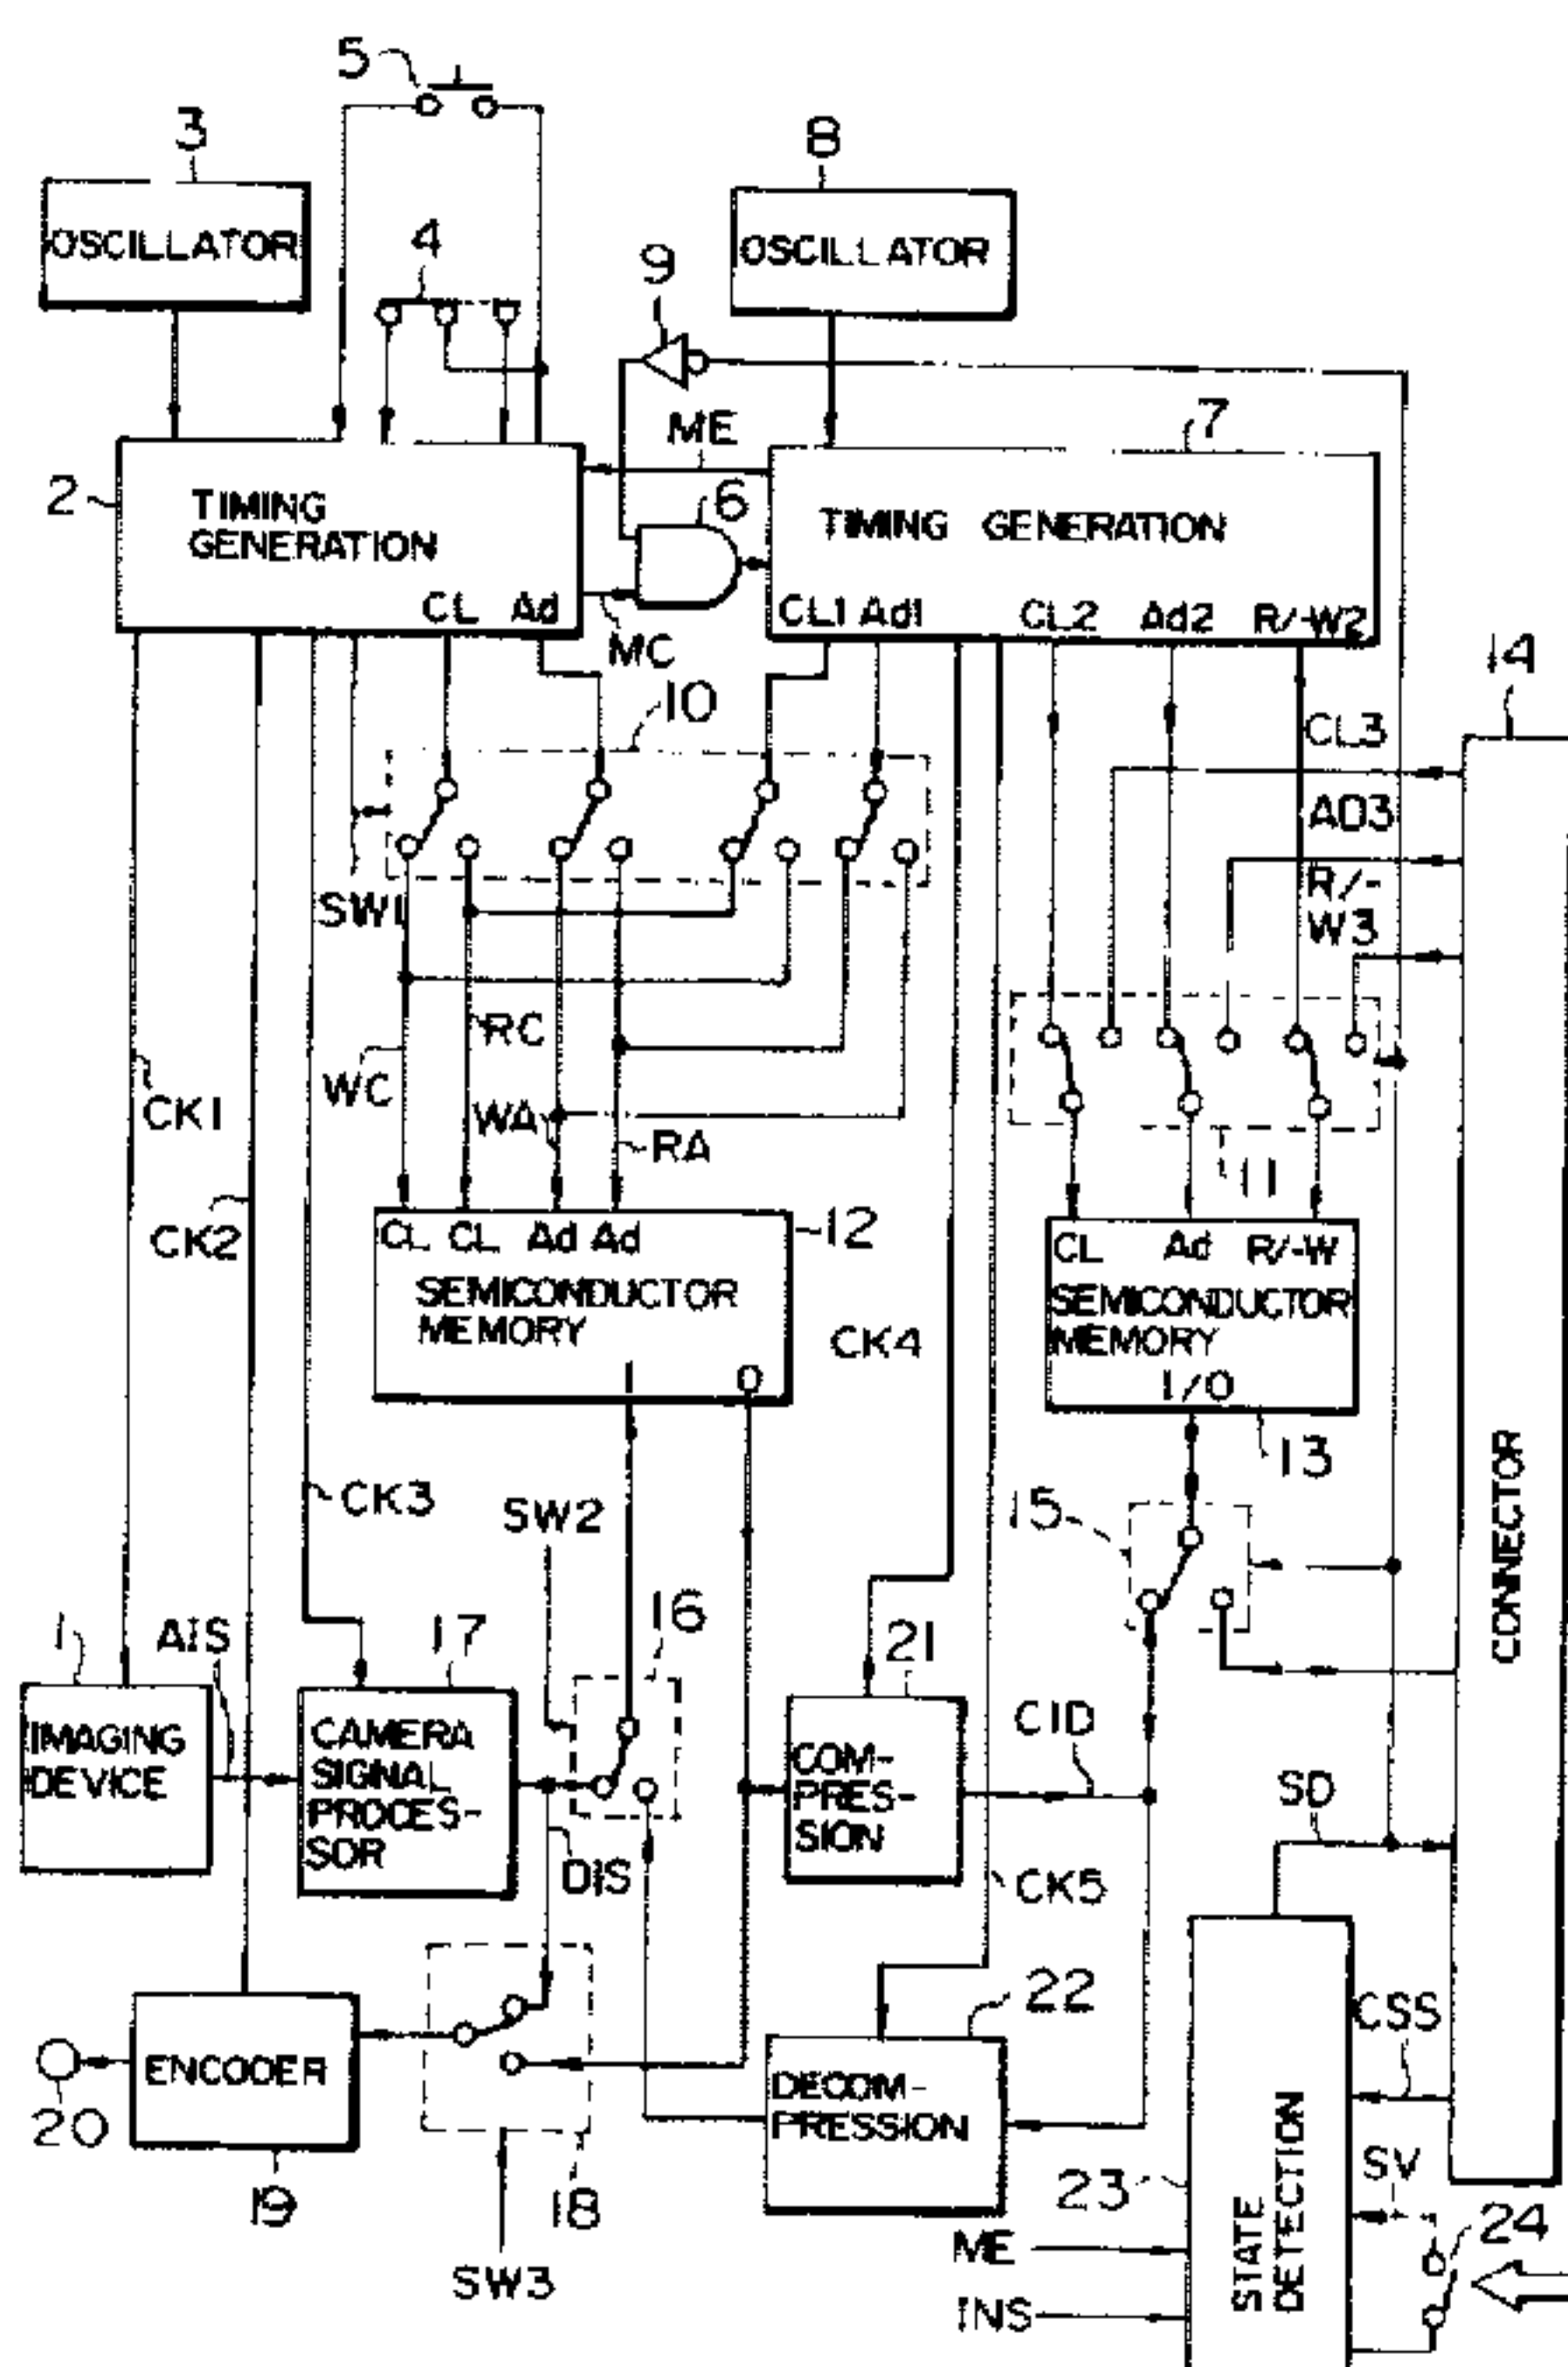 5
3
8
OSCILLATOR
4
9
OSCILLATOR
ME
7
2
TIMING
GENERATION
6
TIMING GENERATION
CL Ad
CL1 Ad1 CL2 Ad2 R/-W2
MC
14
10
CL3
AD3
R/-
W3
SW1
RC
WC
CK1
WA
RA
11
CK2
CL CL Ad Ad
12
CL Ad R/-W
SEMICONDUCTOR
MEMORY
SEMICONDUCTOR
MEMORY
CK4
I O
I/O
13
CONNECTOR
CK3
SW2
15
1
AIS
17
16
21
IMAGING
DEVICE
CAMERA
SIGNAL
PROCES-
SOR
COM-
PRES-
SION
CID
SD
DIS
CK5
22
CSS
ENCODER
DECOM-
PRESSION
20
19
18
23
STATE
DETECTION
SV
24
ME
SW3
INS